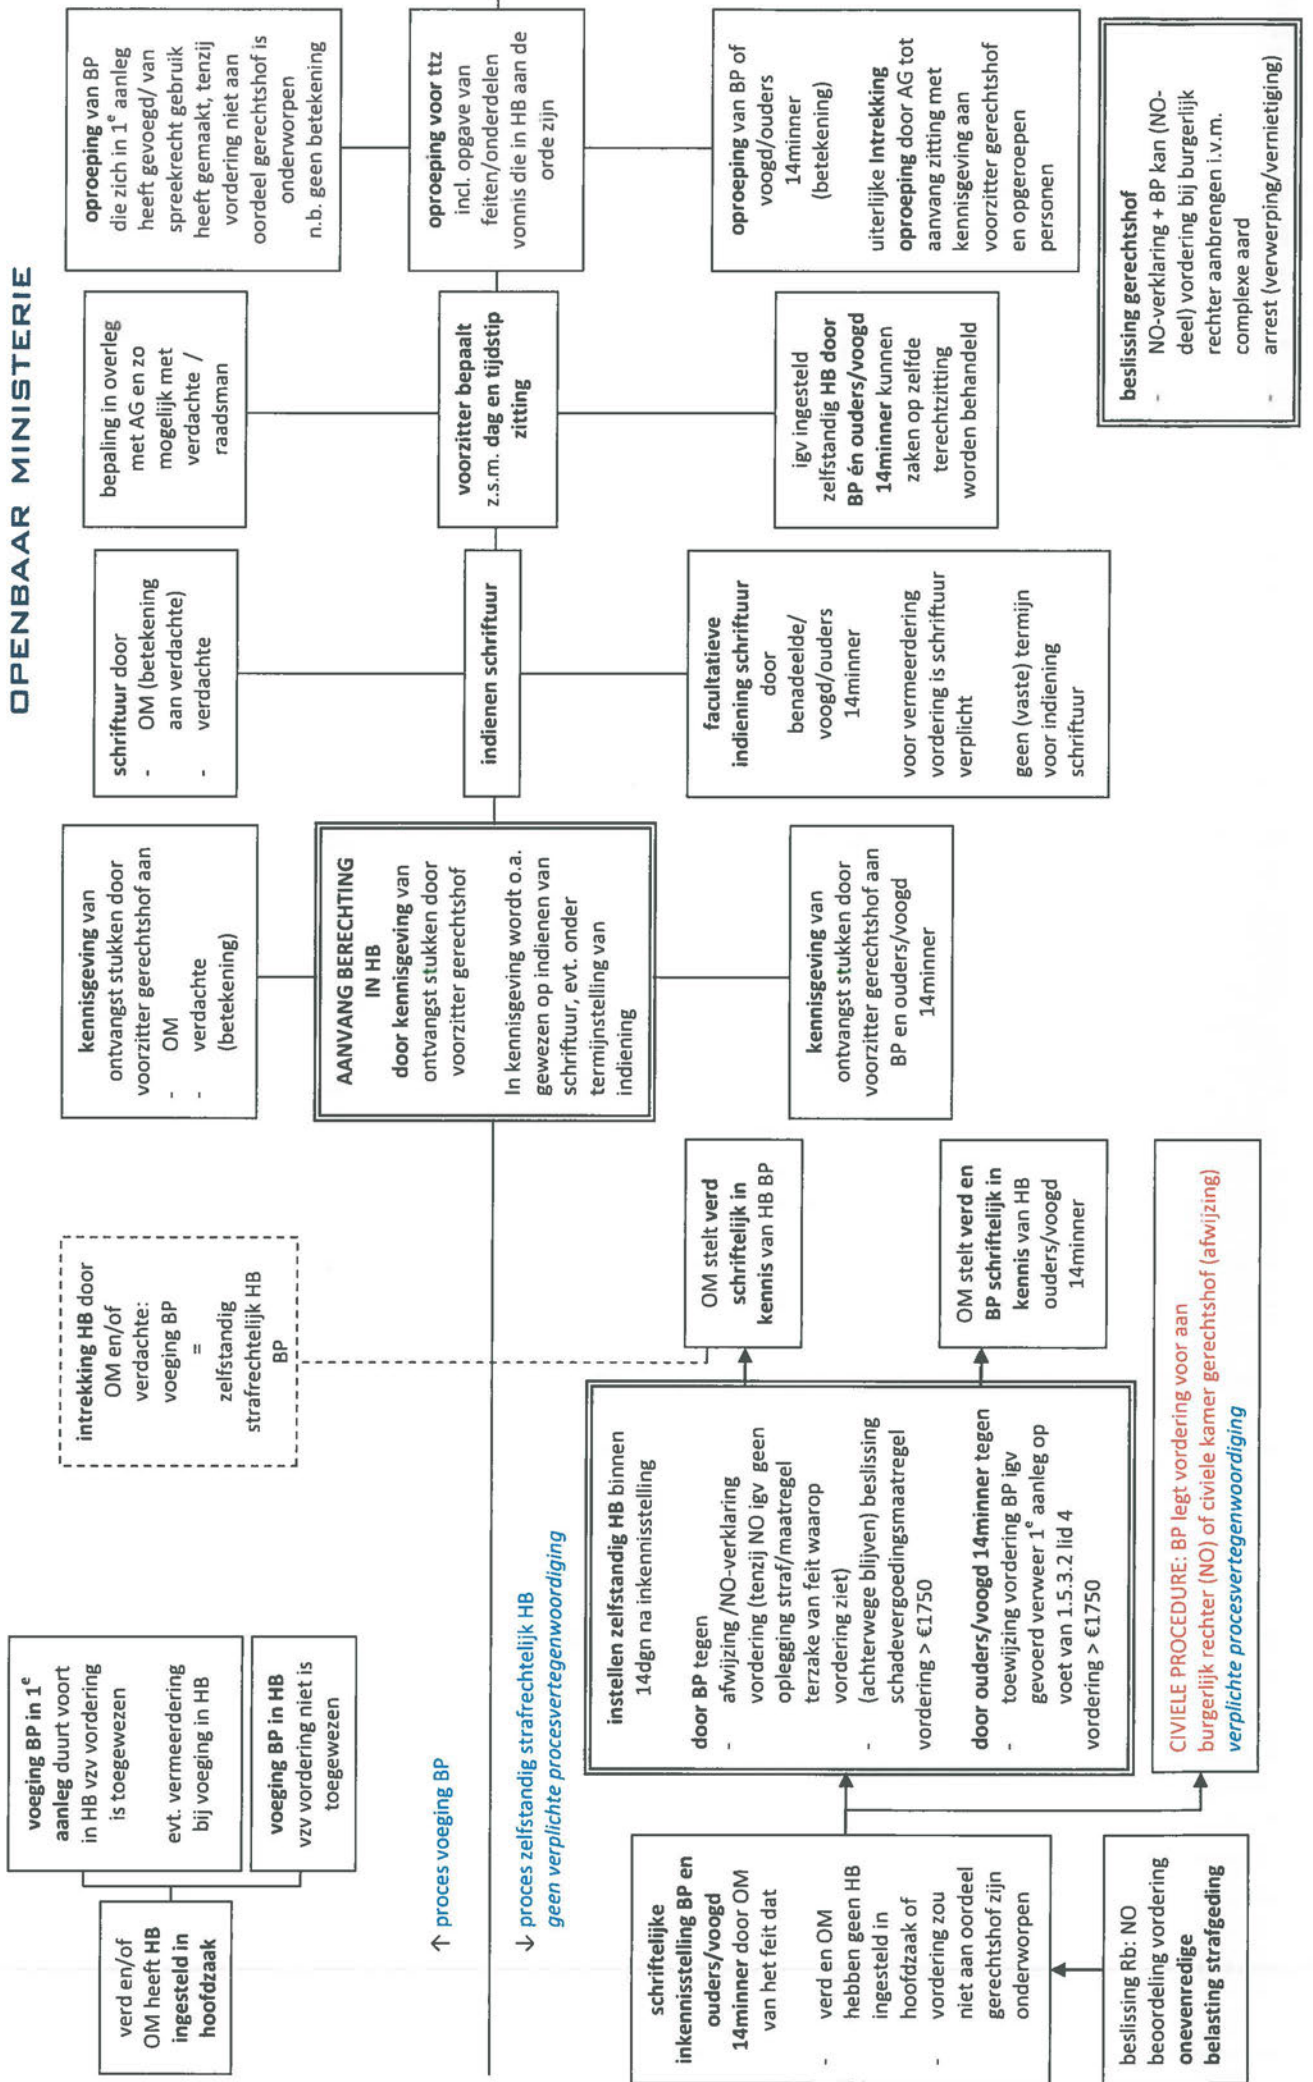 OPENBAAR MINISTERIE
verd en/of
OM heeft HB
ingesteld in
hoofdzaak
voeging BP in 1e
aanleg duurt voort
in HB vzv vordering
is toegewezen
evt. vermeerdering
bij voeging in HB
voeging BP in HB
vzv vordering niet is
toegewezen
intrekking HB door
OM en/of
verdachte:
voeging BP
=
zelfstandig
strafrechtelijk HB
BP
kennisgeving van
ontvangst stukken door
voorzitter gerechtshof aan
- OM
- verdachte
(betekening)
schriftuur door
- OM (betekening
aan verdachte)
- verdachte
bepaling in overleg
met AG en zo
mogelijk met
verdachte /
raadsman
oproeping van BP
die zich in 1e aanleg
heeft gevoegd/ van
spreekrecht gebruik
heeft gemaakt, tenzij
vordering niet aan
oordeel gerechtshof is
onderworpen
n.b. geen betekening
↑ proces voeging BP
↓ proces zelfstandig strafrechtelijk HB
geen verplichte procesvertegenwoordiging
AANVANG BERECHTING
IN HB
door kennisgeving van
ontvangst stukken door
voorzitter gerechtshof
In kennisgeving wordt o.a.
gewezen op indienen van
schriftuur, evt. onder
termijnstelling van
indiening
indienen schriftuur
voorzitter bepaalt
z.s.m. dag en tijdstip
zitting
oproeping voor ttz
incl. opgave van
feiten/onderdelen
vonnis die in HB aan de
orde zijn
schriftelijke
inkennisstelling BP en
ouders/voogd
14minner door OM
van het feit dat
- verd en OM
hebben geen HB
ingesteld in
hoofdzaak of
- vordering zou
niet aan oordeel
gerechtshof zijn
onderworpen
beslissing Rb: NO
beoordeling vordering
onevenredige
belasting strafgeding
instellen zelfstandig HB binnen
14dgn na inkennisstelling
door BP tegen
- afwijzing /NO-verklaring
vordering (tenzij NO igv geen
oplegging straf/maatregel
terzake van feit waarop
vordering ziet)
- (achterwege blijven) beslissing
schadevergoedingsmaatregel
vordering > €1750
door ouders/voogd 14minner tegen
- toewijzing vordering BP igv
gevoerd verweer 1e aanleg op
voet van 1.5.3.2 lid 4
vordering > €1750
OM stelt verd
schriftelijk in
kennis van HB BP
OM stelt verd en
BP schriftelijk in
kennis van HB
ouders/voogd
14minner
CIVIELE PROCEDURE: BP legt vordering voor aan
burgerlijk rechter (NO) of civiele kamer gerechtshof (afwijzing)
verplichte procesvertegenwoordiging
kennisgeving van
ontvangst stukken door
voorzitter gerechtshof aan
BP en ouders/voogd
14minner
facultatieve
indiening schriftuur
door
benadeelde/
voogd/ouders
14minner
voor vermeerdering
vordering is schriftuur
verplicht
geen (vaste) termijn
voor indiening
schriftuur
igv ingesteld
zelfstandig HB door
BP én ouders/voogd
14minner kunnen
zaken op zelfde
terechtzitting
worden behandeld
oproeping van BP of
voogd/ouders
14minner
(betekening)
uiterlijke Intrekking
oproeping door AG tot
aanvang zitting met
kennisgeving aan
voorzitter gerechtshof
en opgeroepen
personen
beslissing gerechtshof
- NO-verklaring + BP kan (NO-
deel) vordering bij burgerlijk
rechter aanbrengen i.v.m.
complexe aard
- arrest (verwerping/vernietiging)